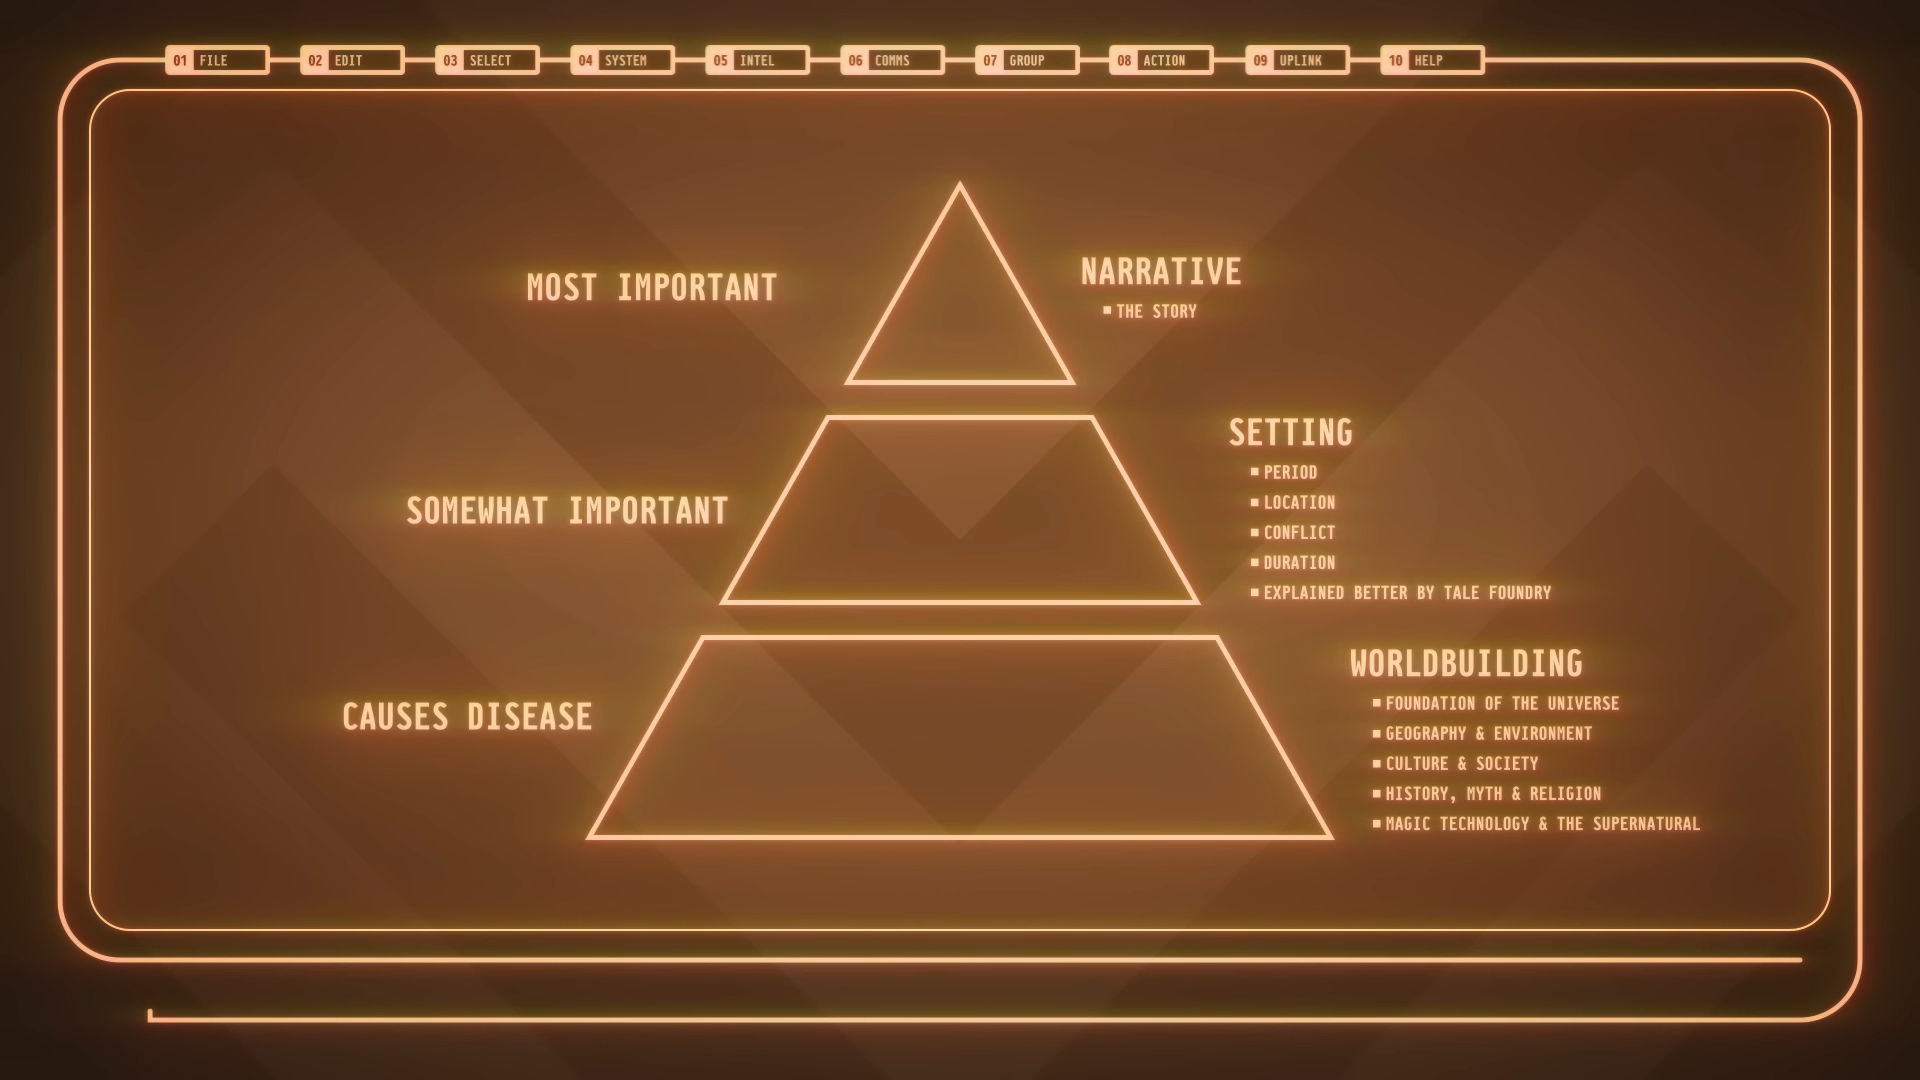 01 FILE 02 EDIT 03 SELECT 04 SYSTEM 05 INTEL 06 COMMS 07 GROUP 08 ACTION 09 UPLINK 10 HELP
MOST IMPORTANT
NARRATIVE
▪ THE STORY
SOMEWHAT IMPORTANT
SETTING
▪ PERIOD
▪ LOCATION
▪ CONFLICT
▪ DURATION
▪ EXPLAINED BETTER BY TALE FOUNDRY
CAUSES DISEASE
WORLDBUILDING
▪ FOUNDATION OF THE UNIVERSE
▪ GEOGRAPHY & ENVIRONMENT
▪ CULTURE & SOCIETY
▪ HISTORY, MYTH & RELIGION
▪ MAGIC TECHNOLOGY & THE SUPERNATURAL